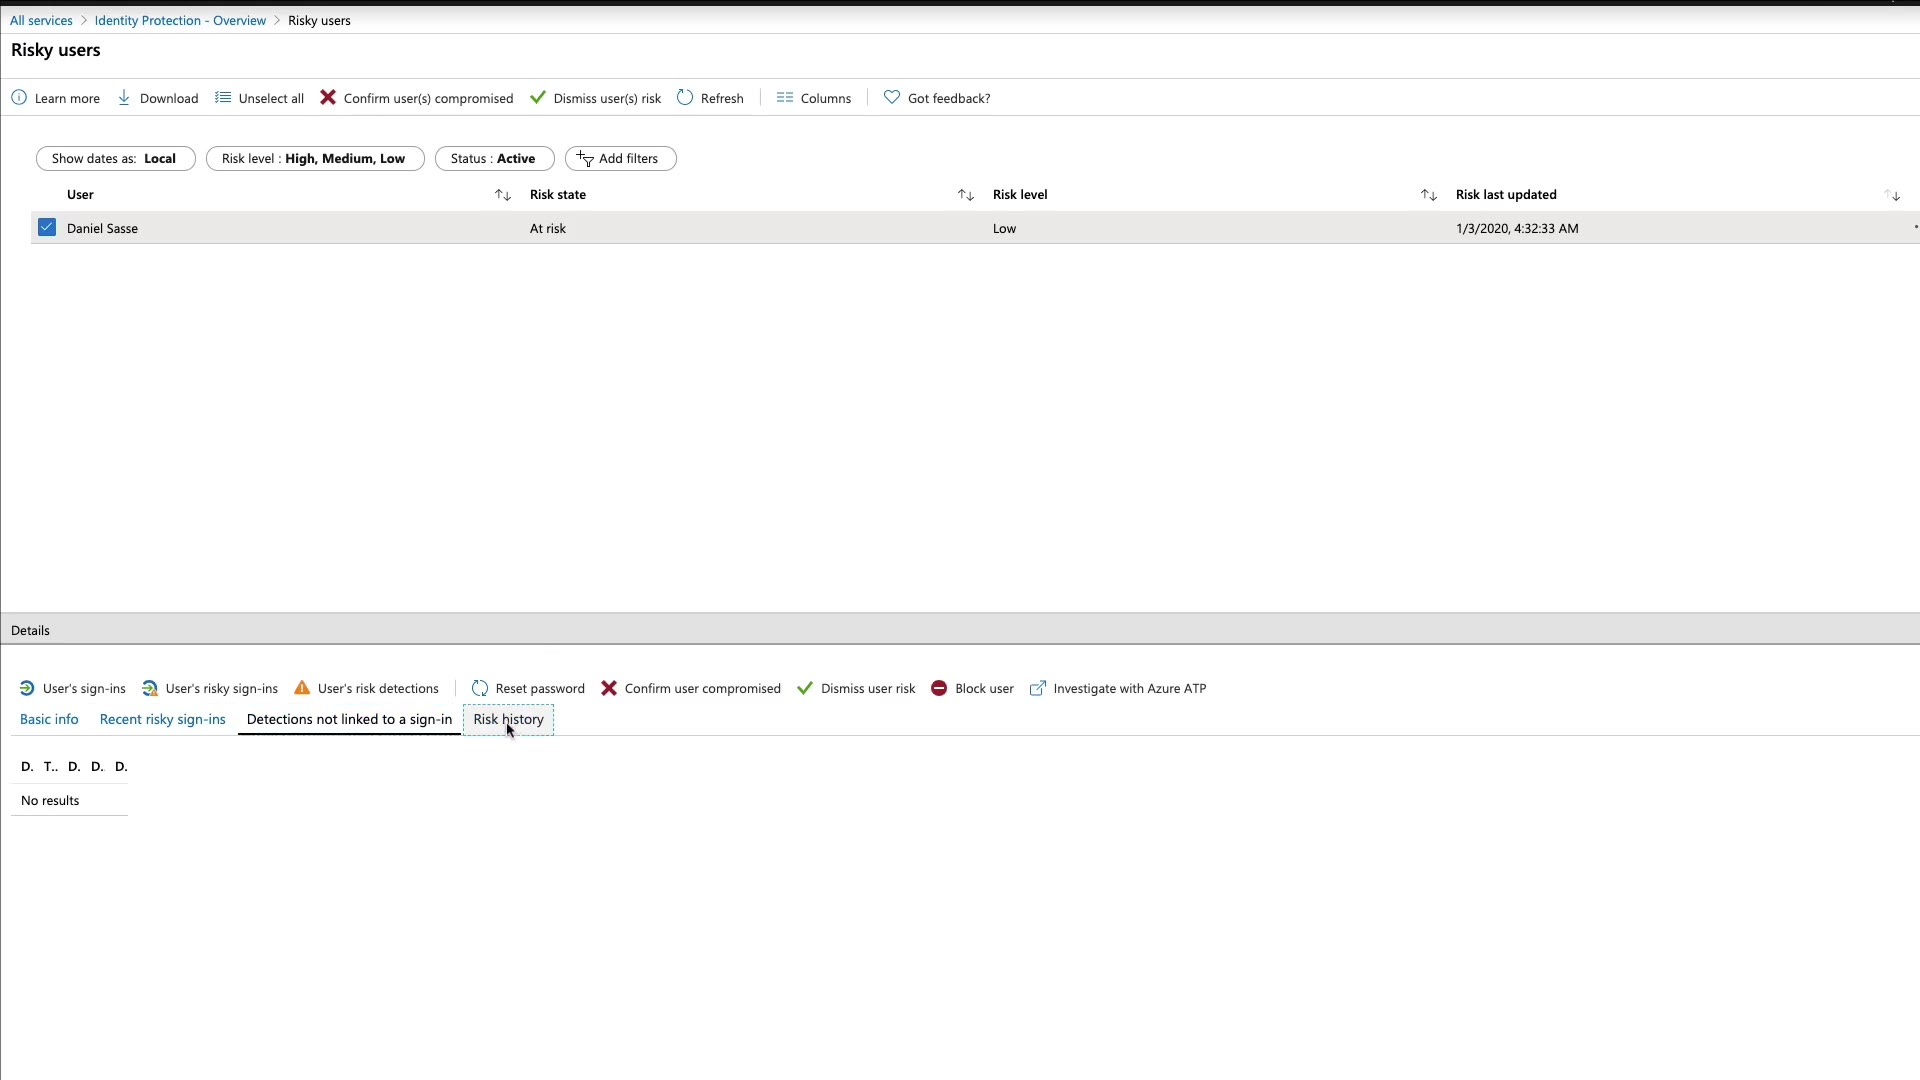 All services > Identity Protection - Overview > Risky users
Risky users
Learn more Download Unselect all Confirm user(s) compromised Dismiss user(s) risk Refresh Columns Got feedback?
Show dates as: Local Risk level : High, Medium, Low Status : Active Add filters
User Risk state Risk level Risk last updated
Daniel Sasse At risk Low 1/3/2020, 4:32:33 AM
Details
User's sign-ins User's risky sign-ins User's risk detections Reset password Confirm user compromised Dismiss user risk Block user Investigate with Azure ATP
Basic info Recent risky sign-ins Detections not linked to a sign-in Risk history
D. T.. D. D.. D.
No results